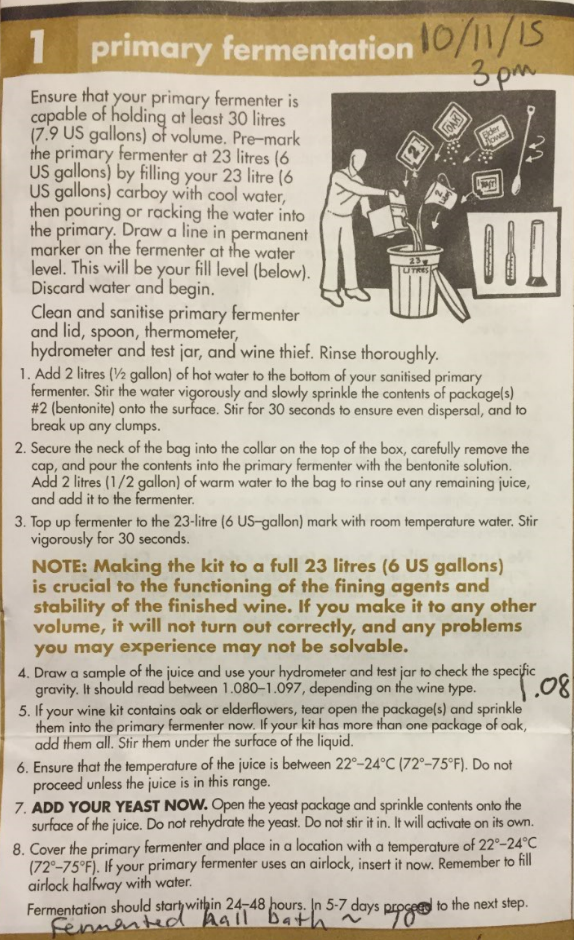 1 primary fermentation 10/11/15
3pm
Ensure that your primary fermenter is
capable of holding at least 30 litres
(7.9 US gallons) of volume. Pre-mark
the primary fermenter at 23 litres (6
US gallons) by filling your 23 litre (6
US gallons) carboy with cool water,
then pouring or racking the water into
the primary. Draw a line in permanent
marker on the fermenter at the water
level. This will be your fill level (below).
Discard water and begin.
OAK
Elder
flower
2
23
LITRES
Clean and sanitise primary fermenter
and lid, spoon, thermometer,
hydrometer and test jar, and wine thief. Rinse thoroughly.
1. Add 2 litres (½ gallon) of hot water to the bottom of your sanitised primary
fermenter. Stir the water vigorously and slowly sprinkle the contents of package(s)
#2 (bentonite) onto the surface. Stir for 30 seconds to ensure even dispersal, and to
break up any clumps.
2. Secure the neck of the bag into the collar on the top of the box, carefully remove the
cap, and pour the contents into the primary fermenter with the bentonite solution.
Add 2 litres (1/2 gallon) of warm water to the bag to rinse out any remaining juice,
and add it to the fermenter.
3. Top up fermenter to the 23-litre (6 US–gallon) mark with room temperature water. Stir
vigorously for 30 seconds.
NOTE: Making the kit to a full 23 litres (6 US gallons)
is crucial to the functioning of the fining agents and
stability of the finished wine. If you make it to any other
volume, it will not turn out correctly, and any problems
you may experience may not be solvable.
4. Draw a sample of the juice and use your hydrometer and test jar to check the specific
gravity. It should read between 1.080–1.097, depending on the wine type.
1.08
5. If your wine kit contains oak or elderflowers, tear open the package(s) and sprinkle
them into the primary fermenter now. If your kit has more than one package of oak,
add them all. Stir them under the surface of the liquid.
6. Ensure that the temperature of the juice is between 22°–24°C (72°–75°F). Do not
proceed unless the juice is in this range.
7. ADD YOUR YEAST NOW. Open the yeast package and sprinkle contents onto the
surface of the juice. Do not rehydrate the yeast. Do not stir it in. It will activate on its own.
8. Cover the primary fermenter and place in a location with a temperature of 22°–24°C
(72°–75°F). If your primary fermenter uses an airlock, insert it now. Remember to fill
airlock halfway with water.
Fermentation should start within 24–48 hours. In 5-7 days proceed to the next step.
Fermented hall bath ~ 70